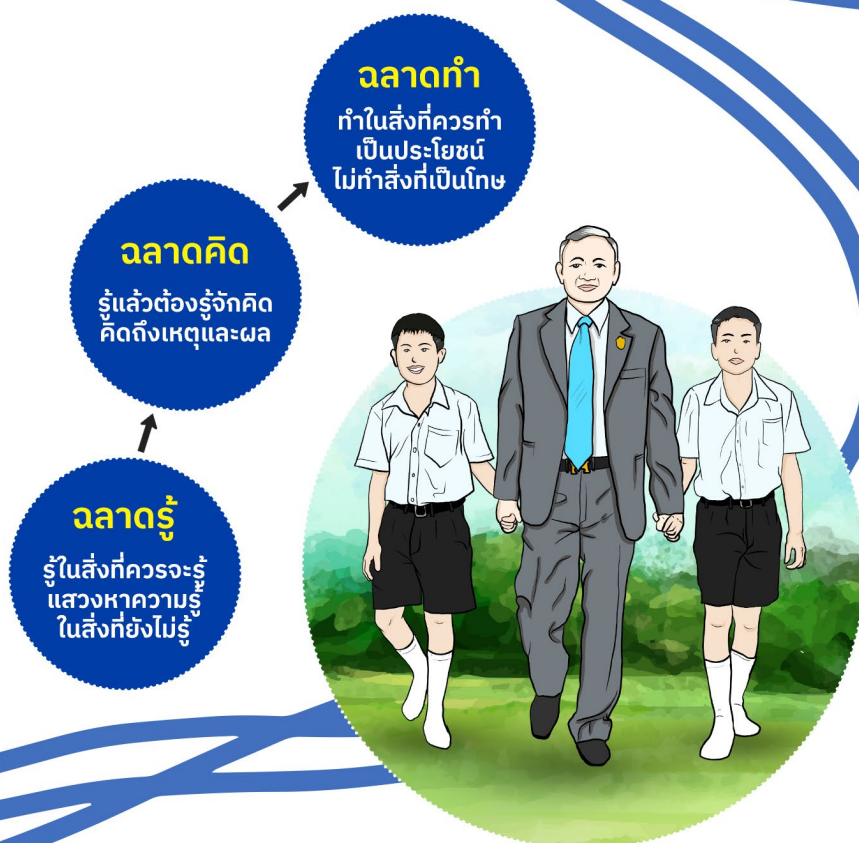 ฉลาดทำ
ทำในสิ่งที่ควรทำ
เป็นประโยชน์
ไม่ทำสิ่งที่เป็นโทษ
ฉลาดคิด
รู้แล้วต้องรู้จักคิด
คิดถึงเหตุและผล
ฉลาดรู้
รู้ในสิ่งที่ควรจะรู้
แสวงหาความรู้
ในสิ่งที่ยังไม่รู้